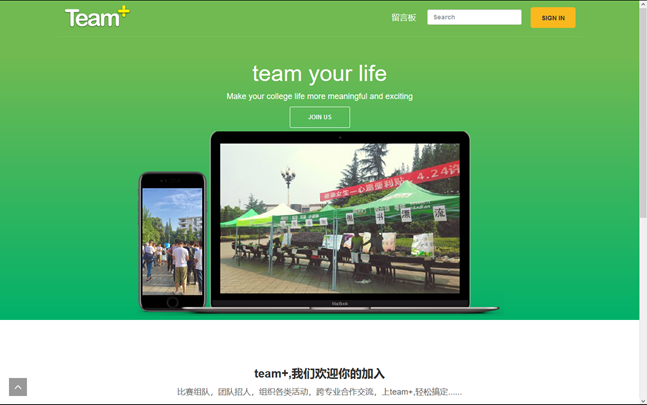 Team+
留言板
Search
SIGN IN
team your life
Make your college life more meaningful and exciting
JOIN US
4.24
图书漂流
MacBook
team+,我们欢迎你的加入
比赛组队，团队招人，组织各类活动，跨专业合作交流，上team+,轻松搞定......